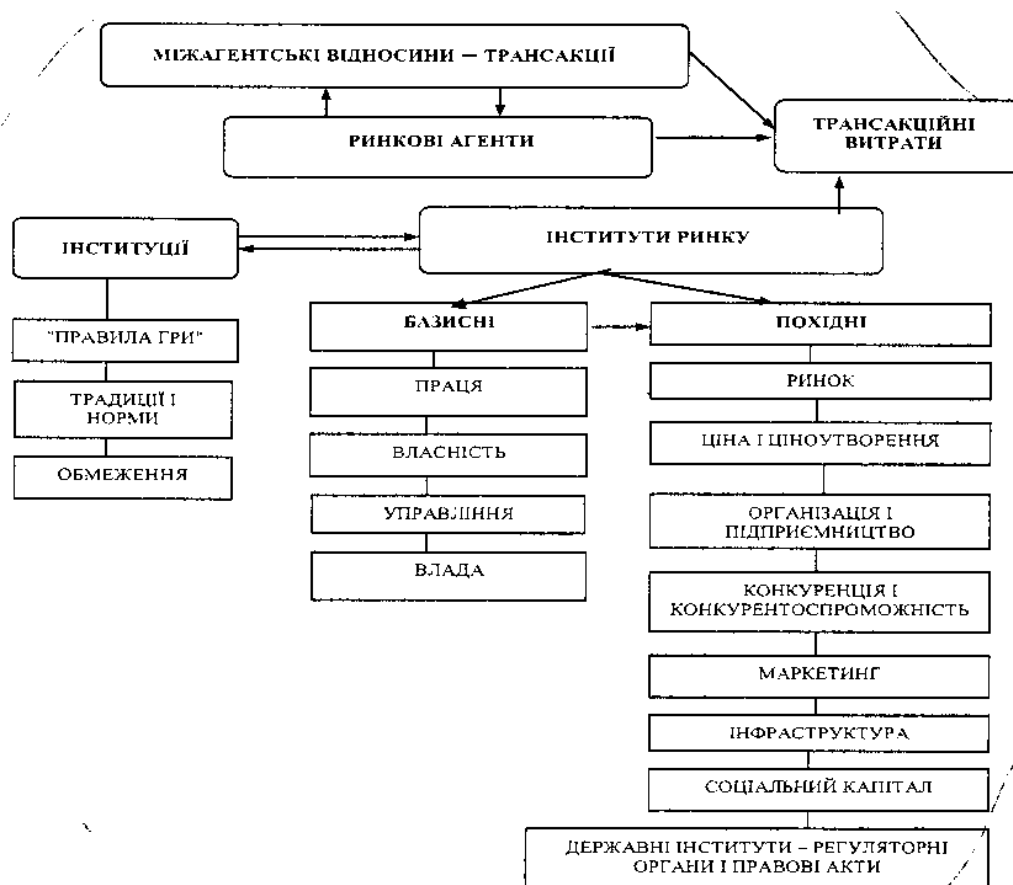 МІЖАГЕНТСЬКІ ВІДНОСИНИ — ТРАНСАКЦІЇ
РИНКОВІ АГЕНТИ
ТРАНСАКЦІЙНІ
ВИТРАТИ
ІНСТИТУЦІЇ
ІНСТИТУТИ РИНКУ
"ПРАВИЛА ГРИ"
ТРАДИЦІЇ І
НОРМИ
ОБМЕЖЕННЯ
БАЗИСНІ
ПРАЦЯ
ВЛАСНІСТЬ
УПРАВЛІННЯ
ВЛАДА
ПОХІДНІ
РИНОК
ЦІНА І ЦІНОУТВОРЕННЯ
ОРГАНІЗАЦІЯ І
ПІДПРИЄМНИЦТВО
КОНКУРЕНЦІЯ І
КОНКУРЕНТОСПРОМОЖНІСТЬ
МАРКЕТИНГ
ІНФРАСТРУКТУРА
СОЦІАЛЬНИЙ КАПІТАЛ
ДЕРЖАВНІ ІНСТИТУТИ – РЕГУЛЯТОРНІ
ОРГАНИ І ПРАВОВІ АКТИ